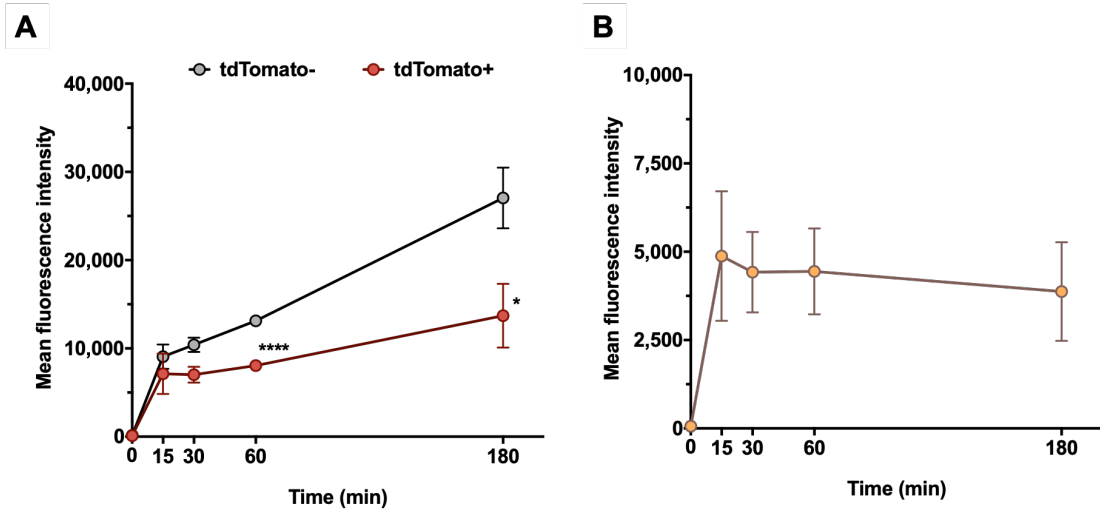 A
tdTomato-
tdTomato+
Mean fluorescence intensity
40,000
30,000
20,000
10,000
0
****
*
0 15 30 60 180
Time (min)
B
Mean fluorescence intensity
10,000
7,500
5,000
2,500
0
0 15 30 60 180
Time (min)